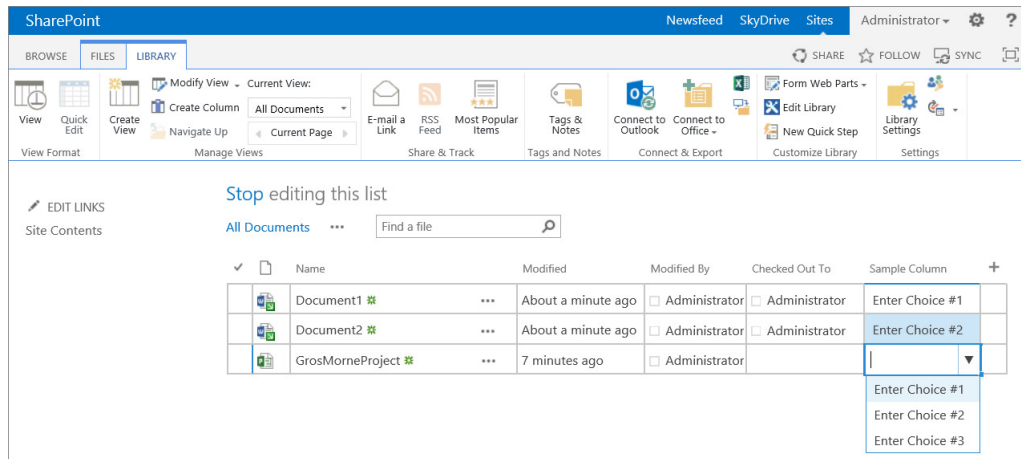 SharePoint Newsfeed SkyDrive Sites Administrator ?
BROWSE FILES LIBRARY SHARE FOLLOW SYNC
View
Quick Edit
Create View
Modify View
Create Column
Navigate Up
Current View:
All Documents
Current Page
E-mail a Link
RSS Feed
Most Popular Items
Tags & Notes
Connect to Outlook
Connect to Office
Form Web Parts
Edit Library
New Quick Step
Library Settings
View Format Manage Views Share & Track Tags and Notes Connect & Export Customize Library Settings
EDIT LINKS
Site Contents
Stop editing this list
All Documents ••• Find a file
Name Modified Modified By Checked Out To Sample Column +
Document1 ••• About a minute ago Administrator Administrator Enter Choice #1
Document2 ••• About a minute ago Administrator Administrator Enter Choice #2
GrosMorneProject ••• 7 minutes ago Administrator
Enter Choice #1
Enter Choice #2
Enter Choice #3